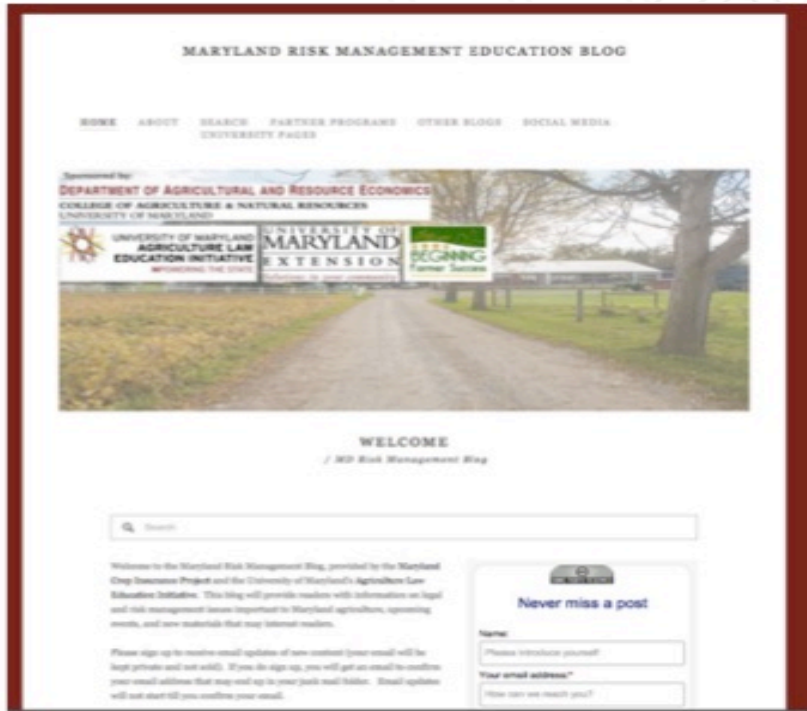 MARYLAND RISK MANAGEMENT EDUCATION BLOG
HOME ABOUT SEARCH PARTNER PROGRAMS OTHER BLOGS SOCIAL MEDIA
UNIVERSITY PAGES
Sponsored by:
DEPARTMENT OF AGRICULTURAL AND RESOURCE ECONOMICS
COLLEGE OF AGRICULTURE & NATURAL RESOURCES
UNIVERSITY OF MARYLAND
UNIVERSITY OF MARYLAND
AGRICULTURE LAW
EDUCATION INITIATIVE
MPOWERING THE STATE
UNIVERSITY OF
MARYLAND
EXTENSION
Solutions in your community
BEGINNING
Farmer Success
WELCOME
/ MD Risk Management Blog
Search
Welcome to the Maryland Risk Management Blog, provided by the Maryland
Crop Insurance Project and the University of Maryland's Agriculture Law
Education Initiative. This blog will provide readers with information on legal
and risk management issues important to Maryland agriculture, upcoming
events, and new materials that may interest readers.
Please sign up to receive email updates of new content (your email will be
kept private and not sold). If you do sign up, you will get an email to confirm
your email address that may end up in your junk mail folder. Email updates
will not start till you confirm your email.
Never miss a post
Name:
Please introduce yourself!
Your email address:*
How can we reach you?